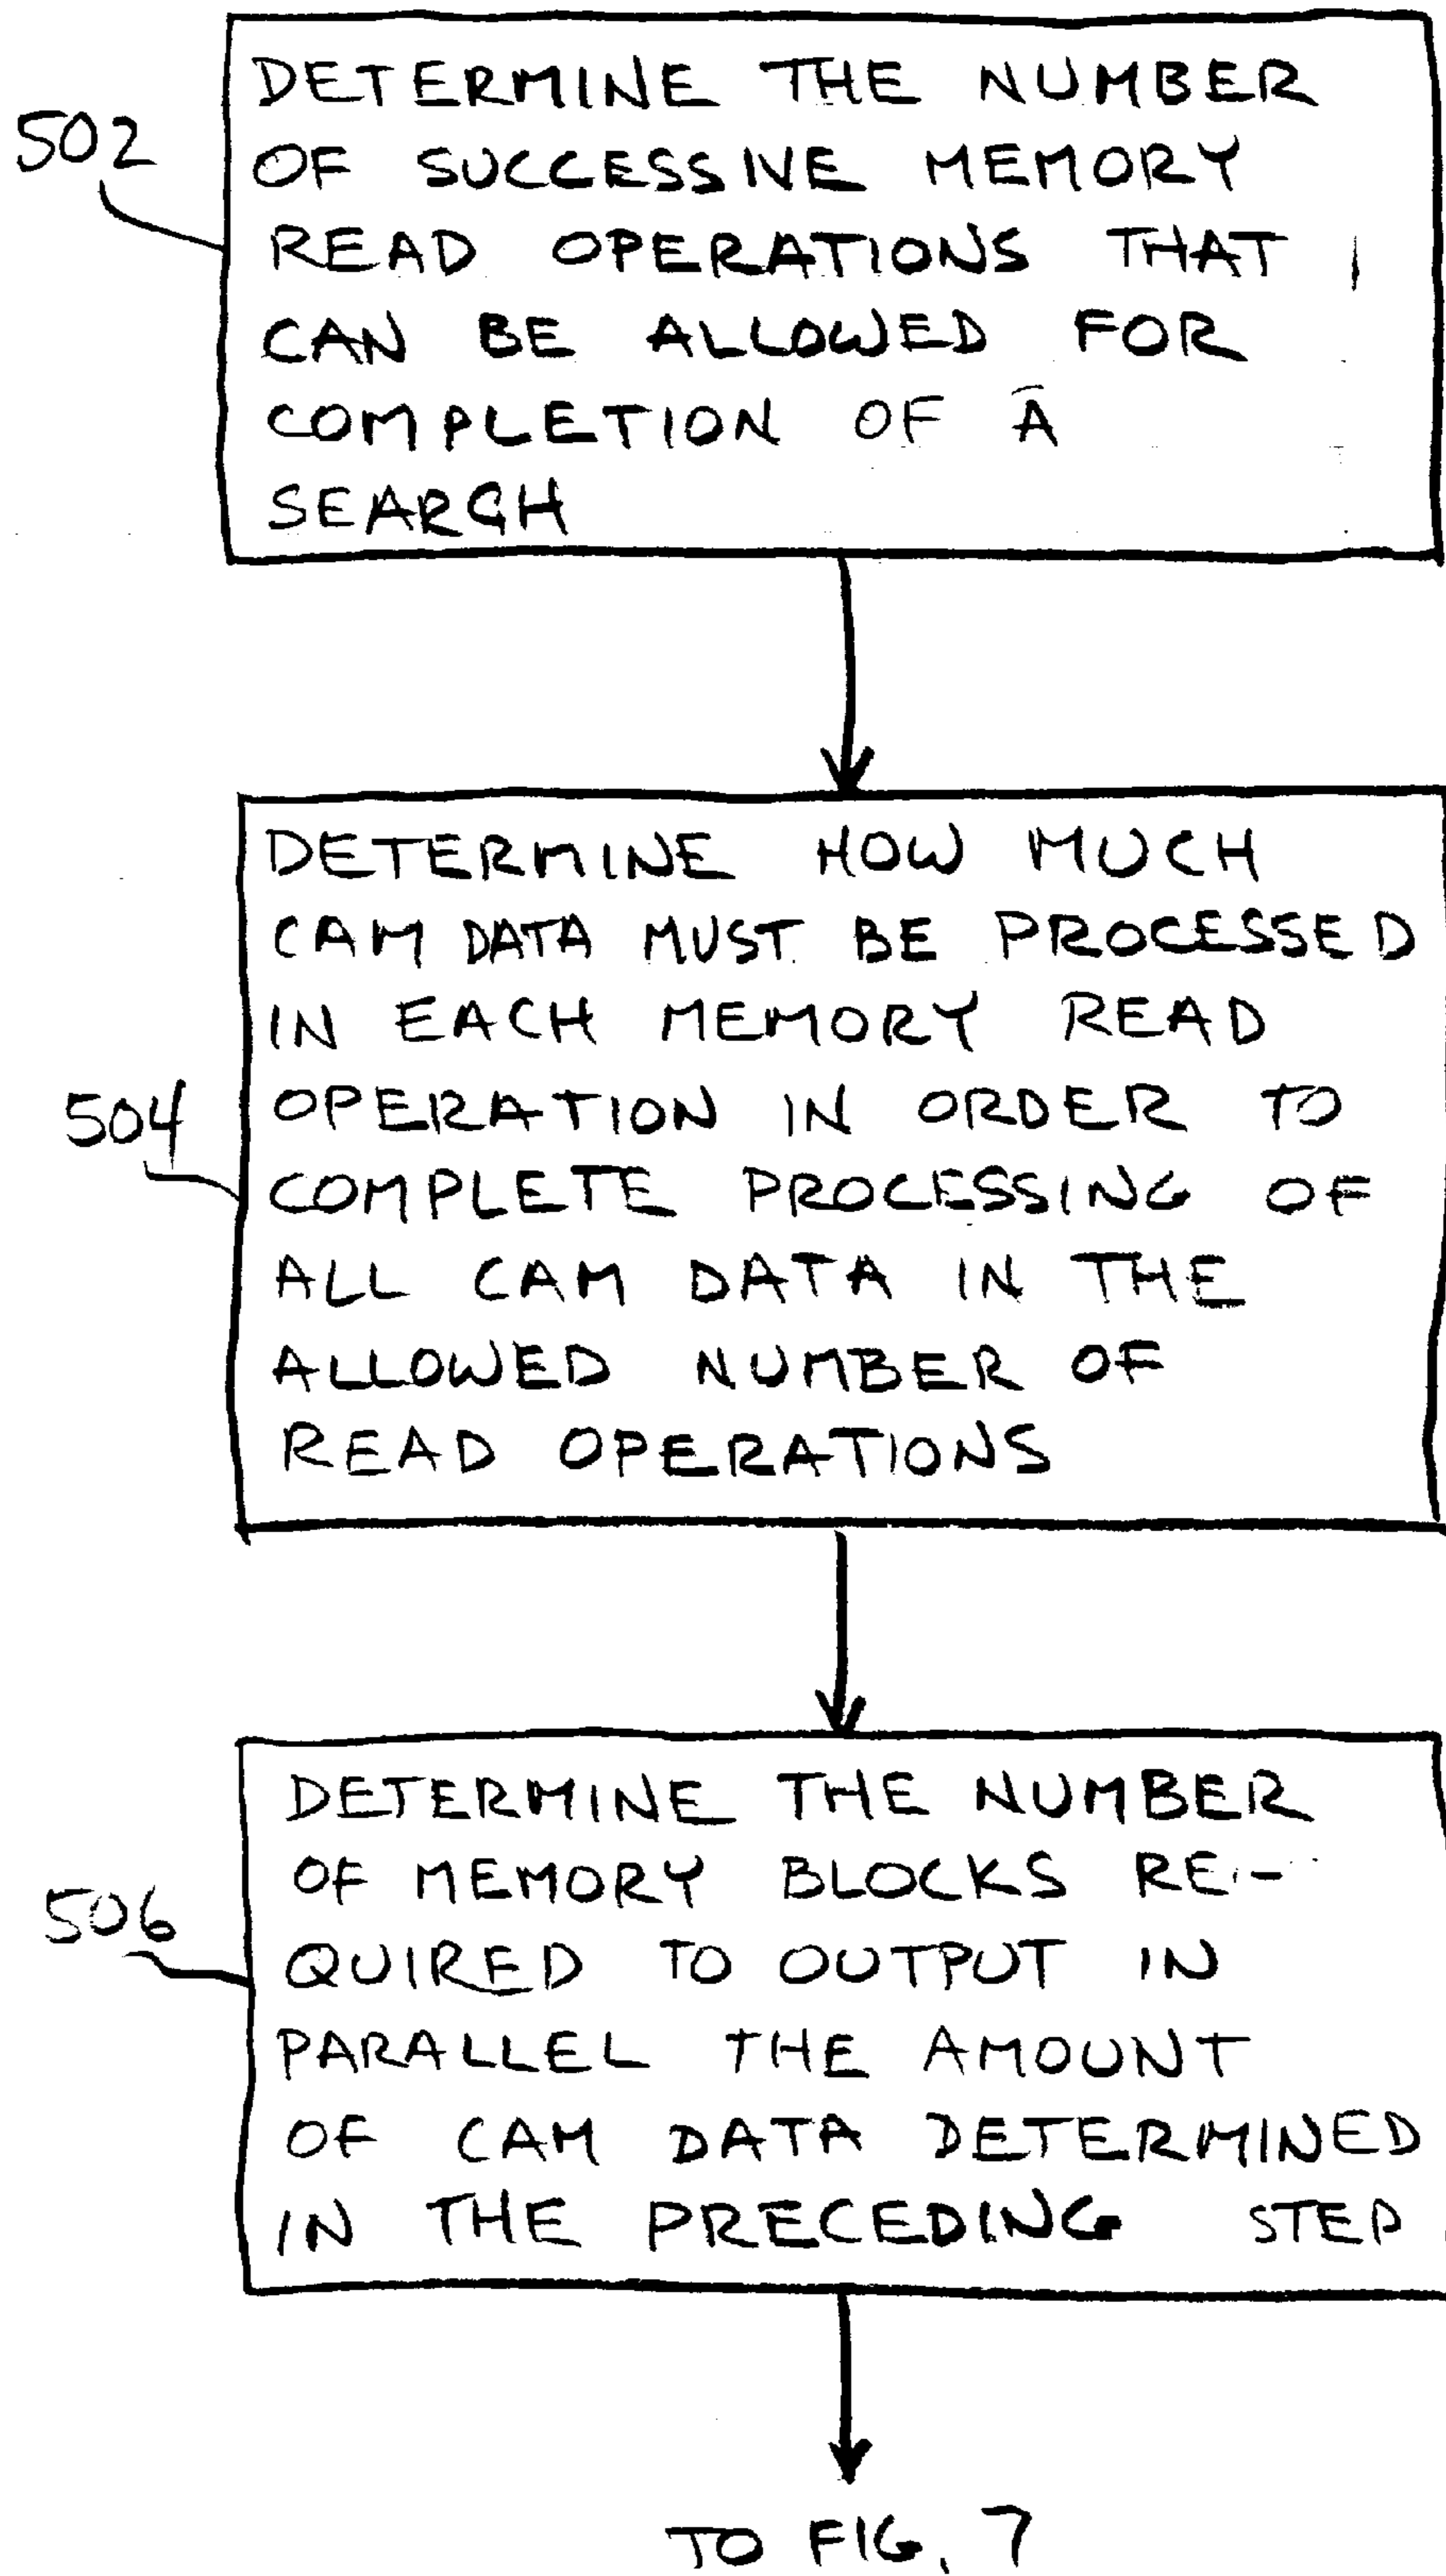 502
DETERMINE THE NUMBER
OF SUCCESSIVE MEMORY
READ OPERATIONS THAT
CAN BE ALLOWED FOR
COMPLETION OF A
SEARCH
504
DETERMINE HOW MUCH
CAM DATA MUST BE PROCESSED
IN EACH MEMORY READ
OPERATION IN ORDER TO
COMPLETE PROCESSING OF
ALL CAM DATA IN THE
ALLOWED NUMBER OF
READ OPERATIONS
506
DETERMINE THE NUMBER
OF MEMORY BLOCKS RE-
QUIRED TO OUTPUT IN
PARALLEL THE AMOUNT
OF CAM DATA DETERMINED
IN THE PRECEDING STEP
TO FIG. 7